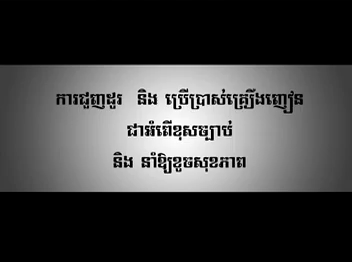 ការជួញដូរ និង ប្រើប្រាស់គ្រឿងញៀន
ជាអំពើខុសច្បាប់
និង នាំឱ្យខូចសុខភាព